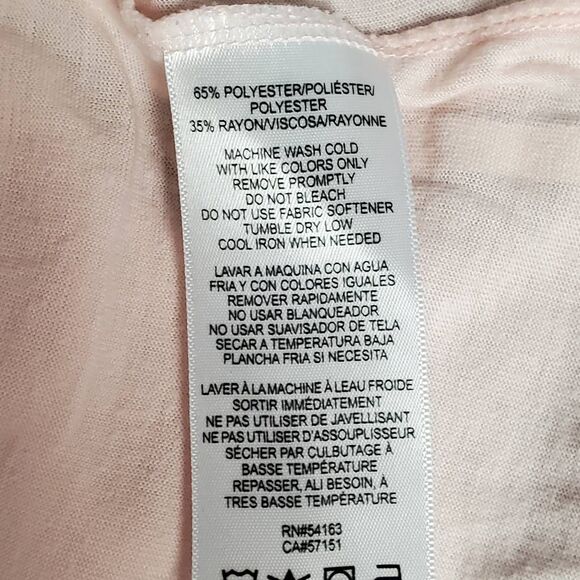 65% POLYESTER/POLIÉSTER/
POLYESTER
35% RAYON/VISCOSA/RAYONNE
MACHINE WASH COLD
WITH LIKE COLORS ONLY
REMOVE PROMPTLY
DO NOT BLEACH
DO NOT USE FABRIC SOFTENER
TUMBLE DRY LOW
COOL IRON WHEN NEEDED
LAVAR A MAQUINA CON AGUA
FRIA Y CON COLORES IGUALES
REMOVER RAPIDAMENTE
NO USAR BLANQUEADOR
NO USAR SUAVISADOR DE TELA
SECAR A TEMPERATURA BAJA
PLANCHA FRIA SI NECESITA
LAVER À LA MACHINE À LEAU FROIDE
SORTIR IMMÉDIATEMENT
NE PAS UTILISER DE JAVELLISANT
NE PAS UTILISER D'ASSOUPLISSEUR
SÉCHER PAR CULBUTAGE À
BASSE TEMPÉRATURE
REPASSER, ALI BESOIN, À
TRES BASSE TEMPÉRATURE
RN#54163
CA#57151